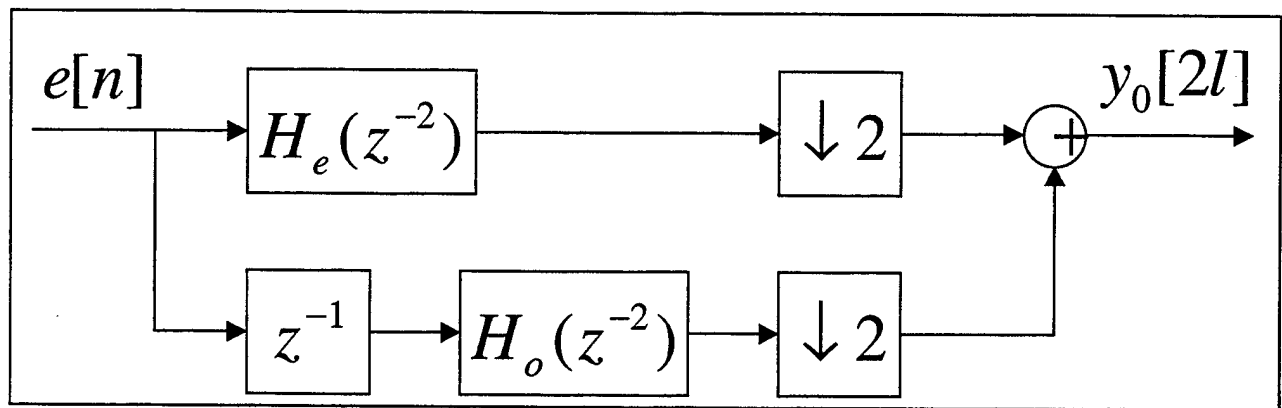 e[n]
H_e(z^{-2})
↓2
+
y_0[2l]
z^{-1}
H_o(z^{-2})
↓2